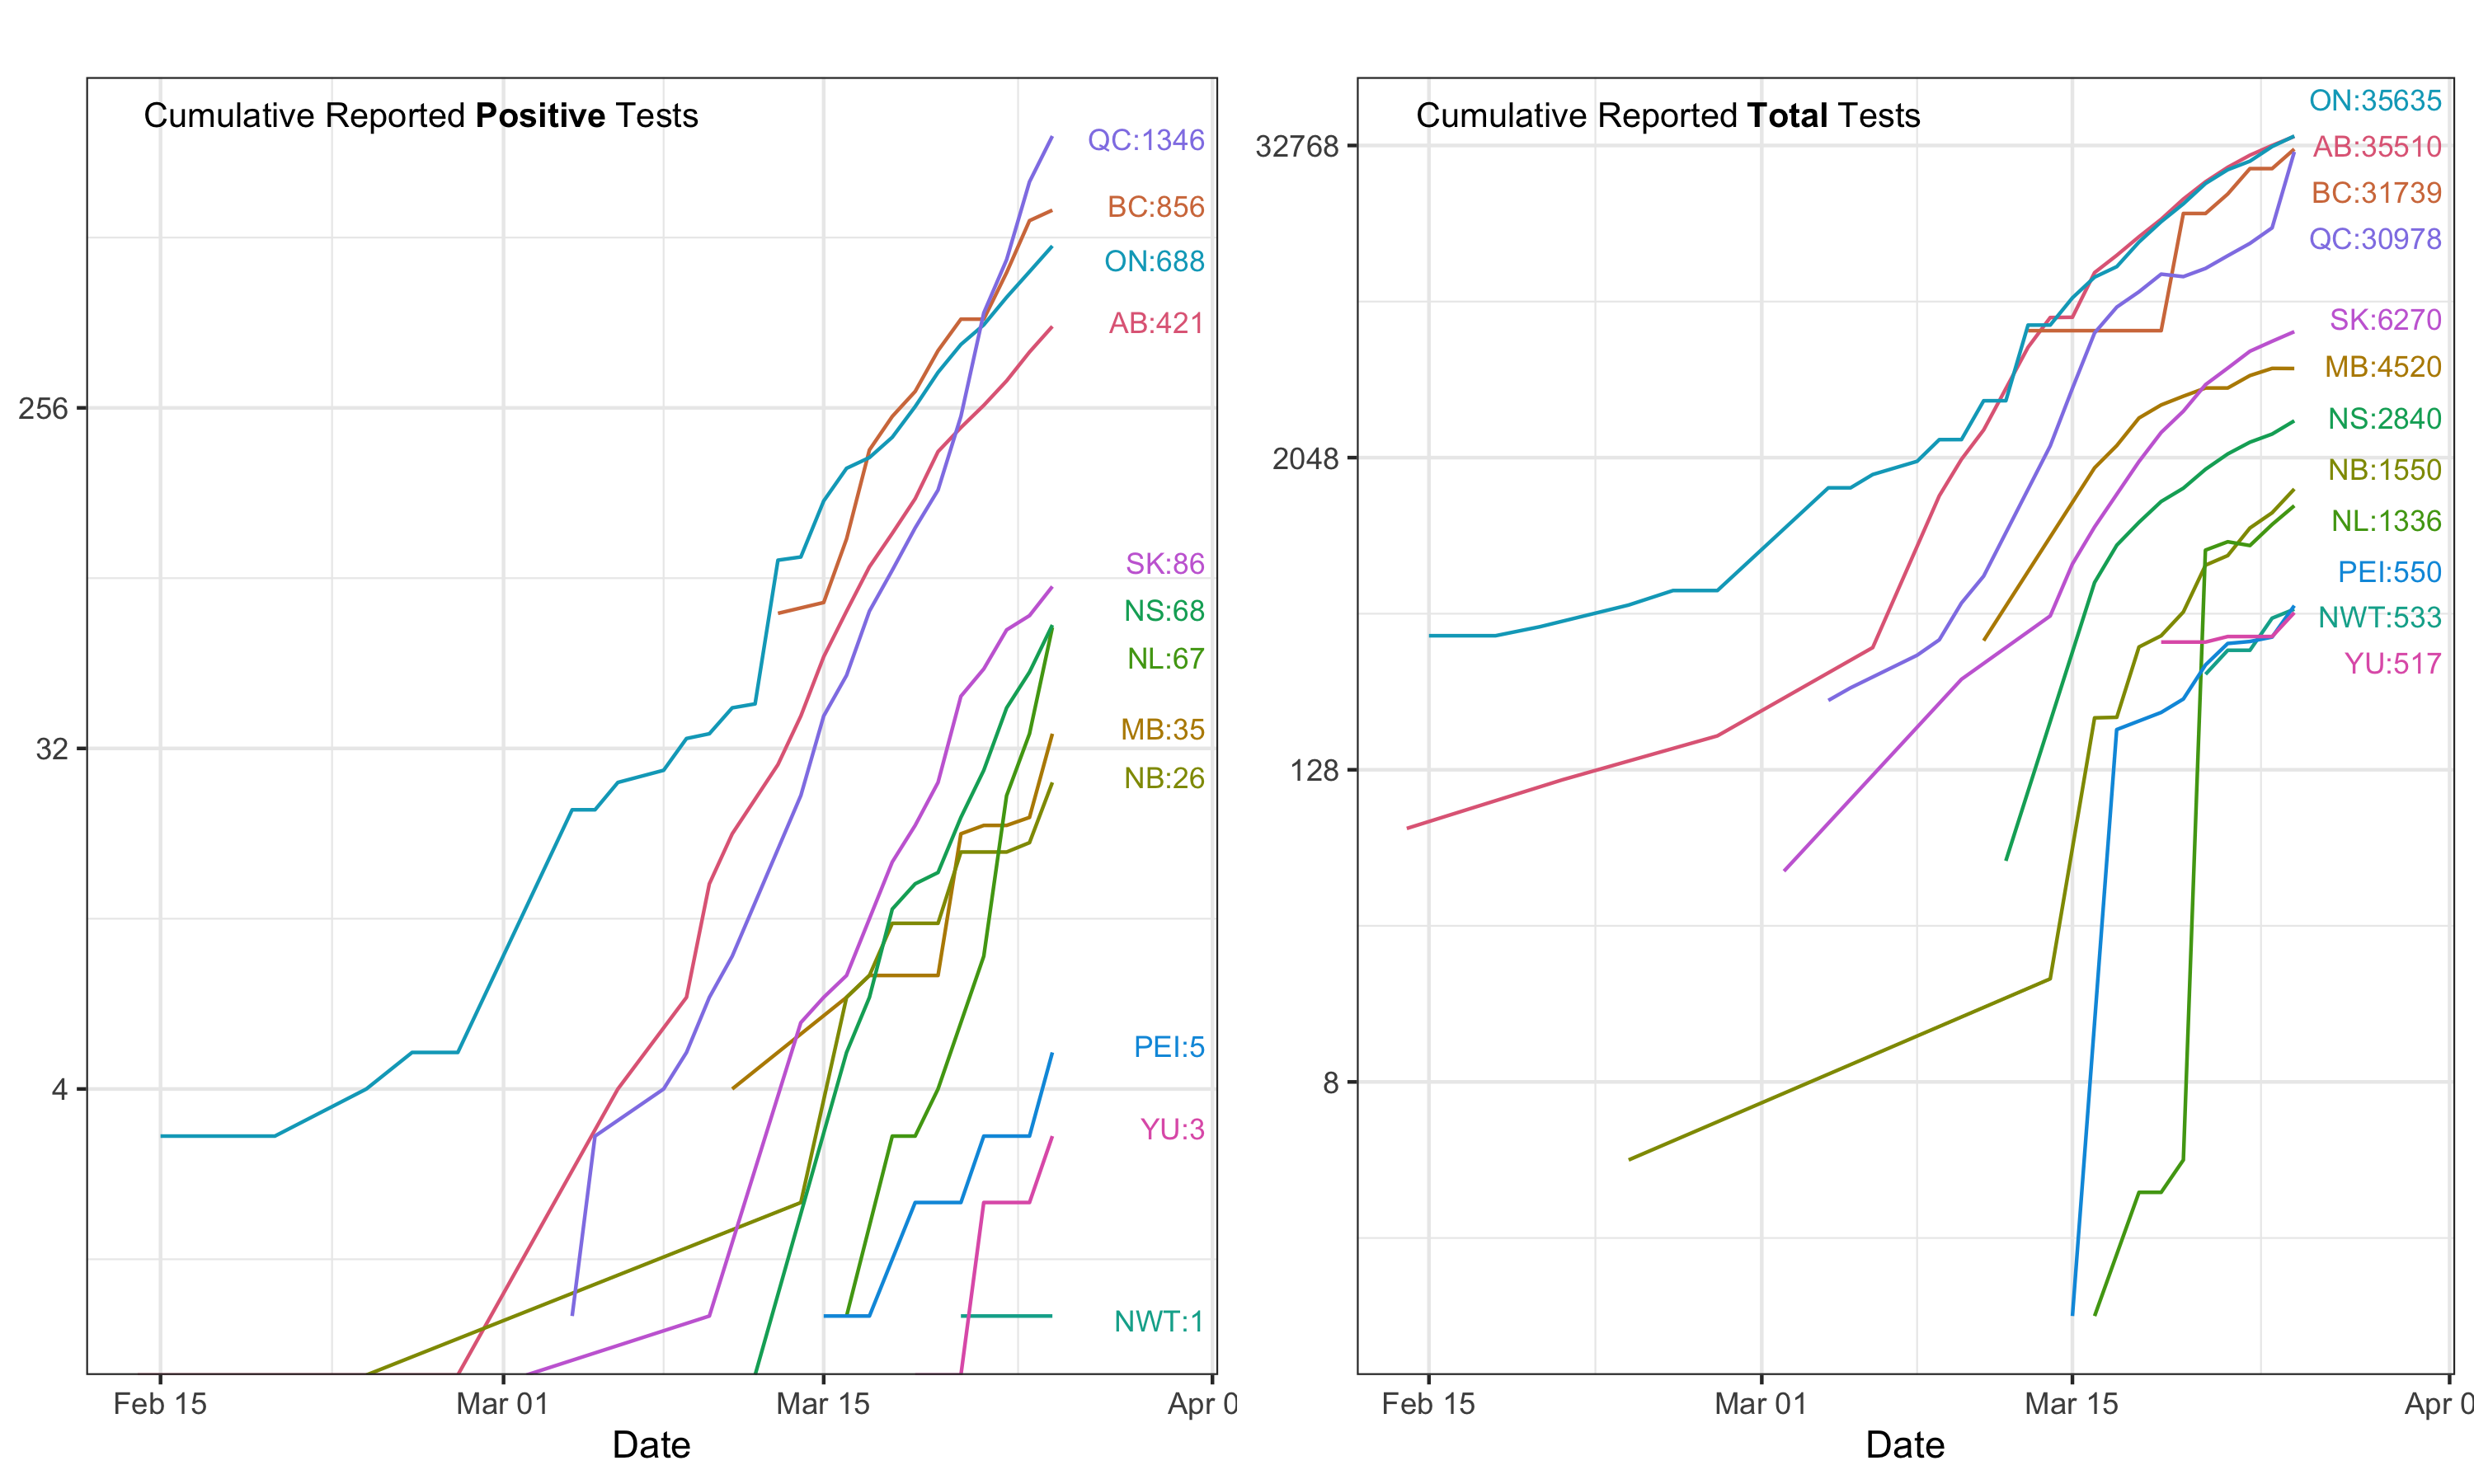 Cumulative Reported Positive Tests
QC:1346
BC:856
ON:688
AB:421
256
SK:86
NS:68
NL:67
MB:35
32
NB:26
PEI:5
4
YU:3
NWT:1
Feb 15
Mar 01
Mar 15
Apr 0
Date
Cumulative Reported Total Tests
ON:35635
32768
AB:35510
BC:31739
QC:30978
SK:6270
MB:4520
NS:2840
2048
NB:1550
NL:1336
PEI:550
NWT:533
YU:517
128
8
Feb 15
Mar 01
Mar 15
Apr 0
Date